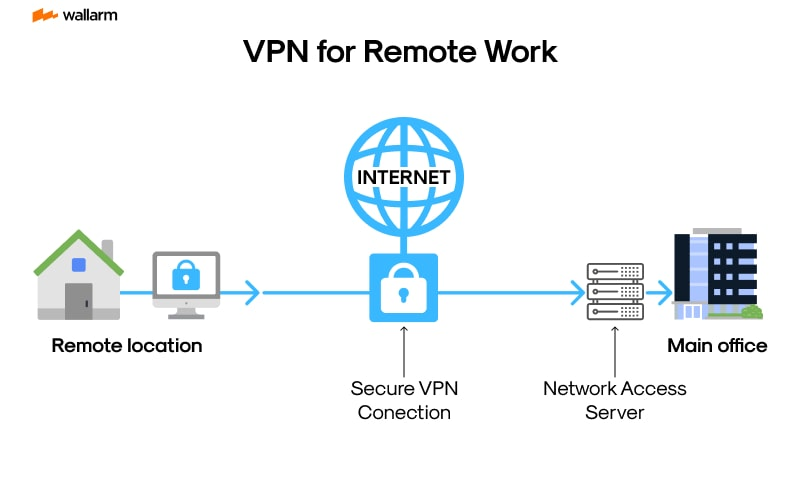 wallarm
VPN for Remote Work
INTERNET
Remote location
Main office
Secure VPN
Conection
Network Access
Server